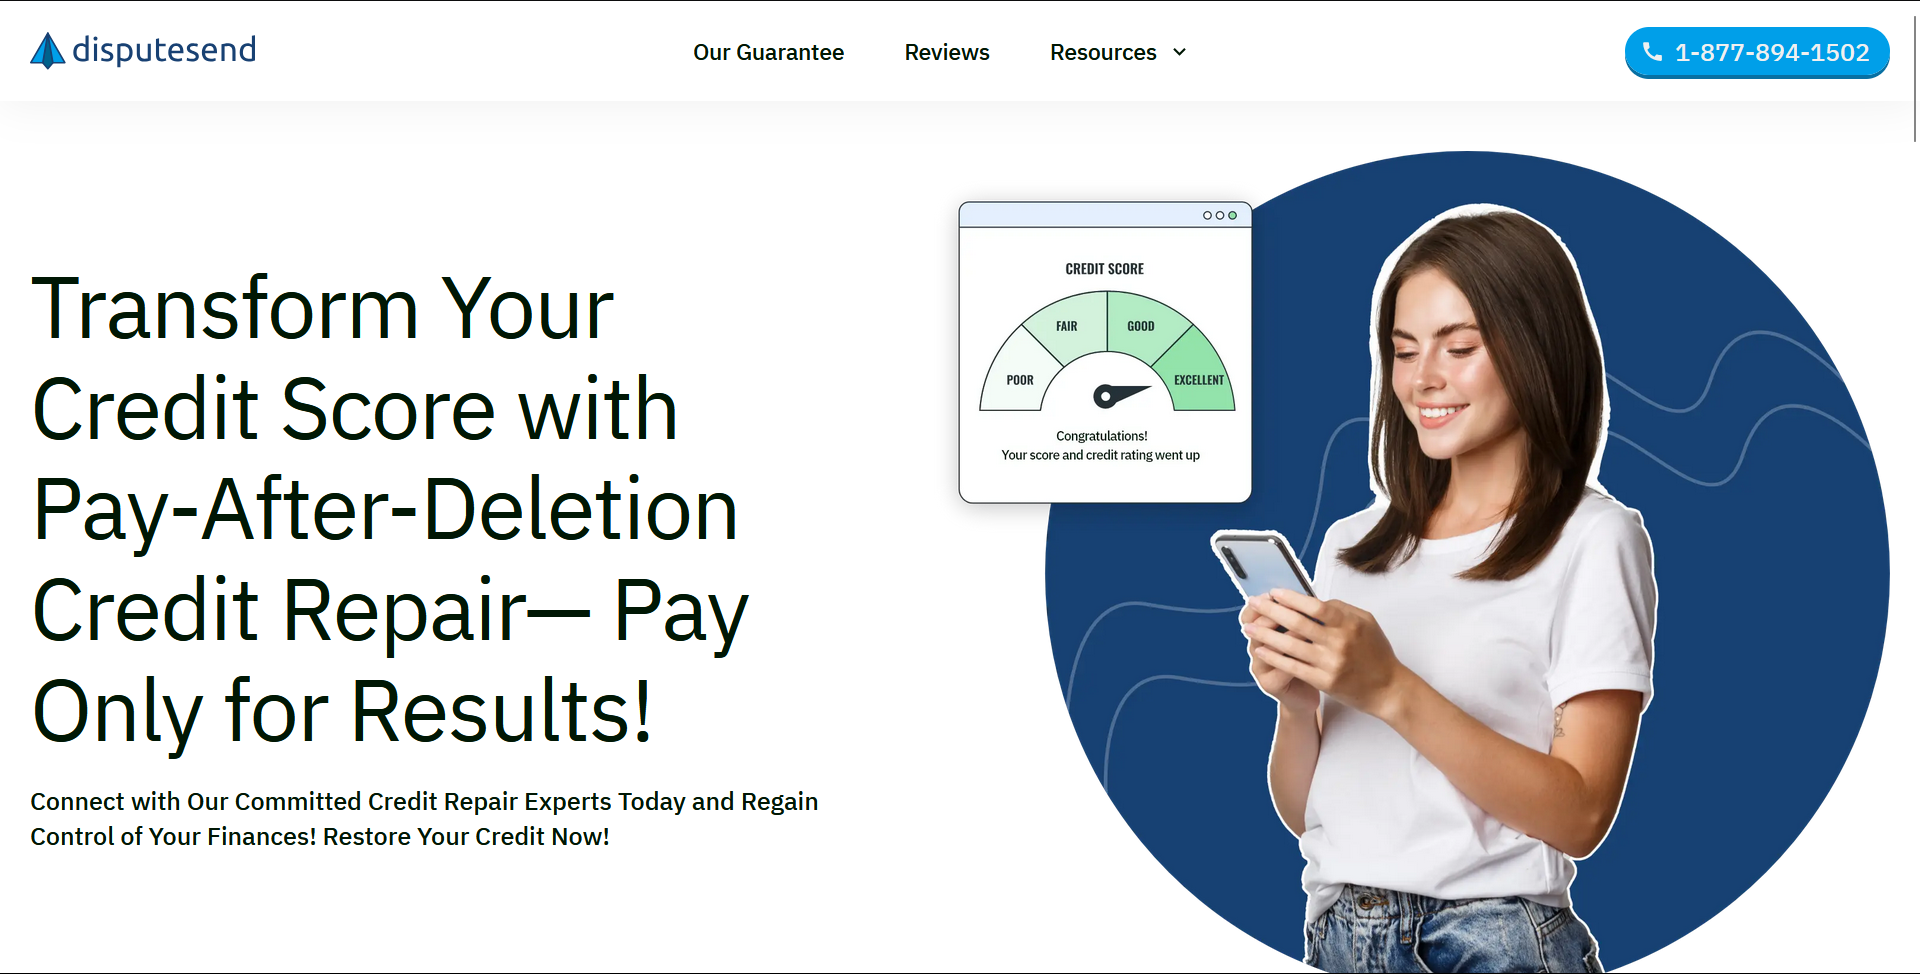 disputesend
Our Guarantee
Reviews
Resources
1-877-894-1502
Transform Your
Credit Score with
Pay-After-Deletion
Credit Repair— Pay
Only for Results!
Connect with Our Committed Credit Repair Experts Today and Regain
Control of Your Finances! Restore Your Credit Now!
CREDIT SCORE
POOR
FAIR
GOOD
EXCELLENT
Congratulations!
Your score and credit rating went up